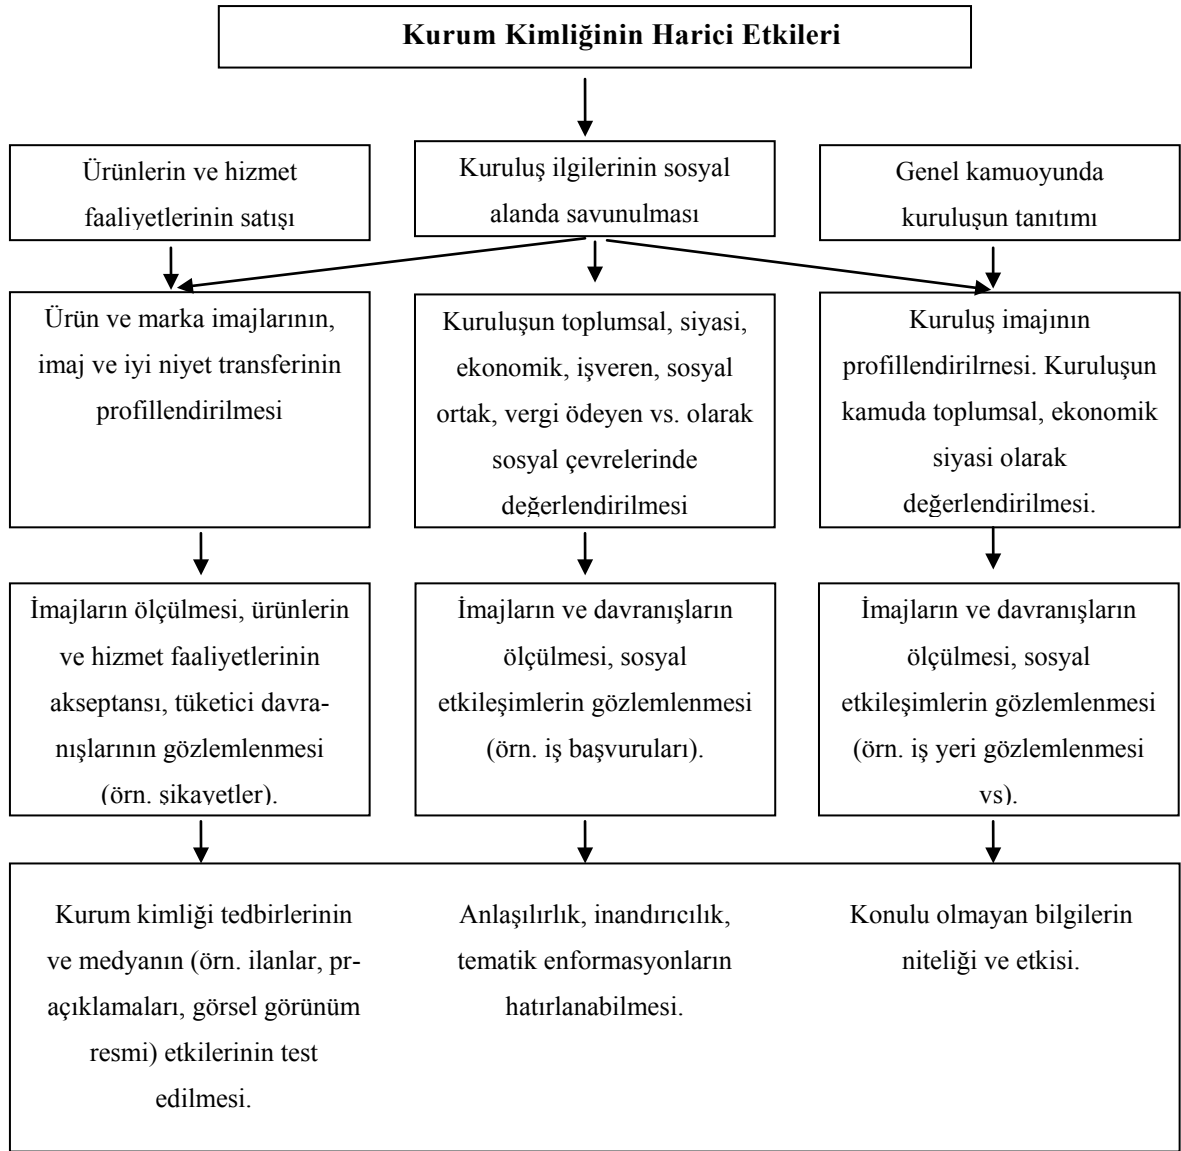 Kurum Kimliğinin Harici Etkileri
Ürünlerin ve hizmet
faaliyetlerinin satışı
Kuruluş ilgilerinin sosyal
alanda savunulması
Genel kamuoyunda
kuruluşun tanıtımı
Ürün ve marka imajlarının,
imaj ve iyi niyet transferinin
profillendirilmesi
Kuruluşun toplumsal, siyasi,
ekonomik, işveren, sosyal
ortak, vergi ödeyen vs. olarak
sosyal çevrelerinde
değerlendirilmesi
Kuruluş imajının
profillendirilrnesi. Kuruluşun
kamuda toplumsal, ekonomik
siyasi olarak
değerlendirilmesi.
İmajların ölçülmesi, ürünlerin
ve hizmet faaliyetlerinin
akseptansı, tüketici davra-
nışlarının gözlemlenmesi
(örn. şikayetler).
İmajların ve davranışların
ölçülmesi, sosyal
etkileşimlerin gözlemlenmesi
(örn. iş başvuruları).
İmajların ve davranışların
ölçülmesi, sosyal
etkileşimlerin gözlemlenmesi
(örn. iş yeri gözlemlenmesi
vs).
Kurum kimliği tedbirlerinin
ve medyanın (örn. ilanlar, pr-
açıklamaları, görsel görünüm
resmi) etkilerinin test
edilmesi.
Anlaşılırlık, inandırıcılık,
tematik enformasyonların
hatırlanabilmesi.
Konulu olmayan bilgilerin
niteliği ve etkisi.